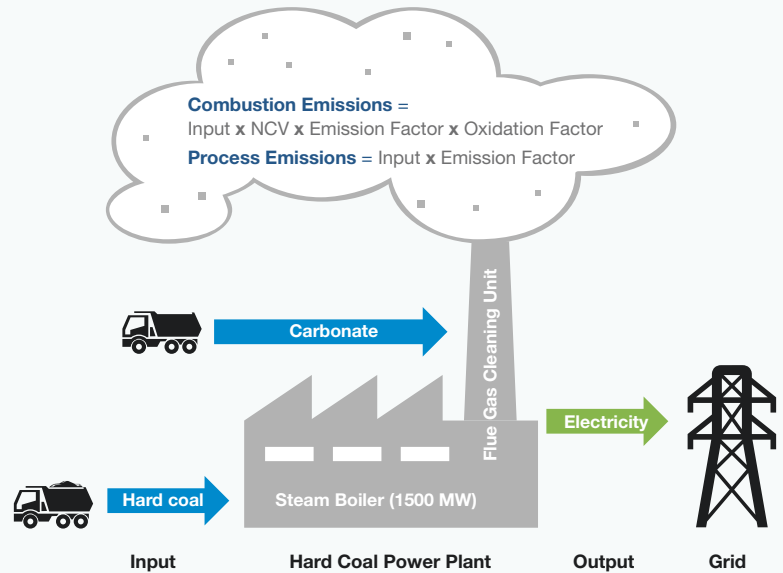 Combustion Emissions =
Input x NCV x Emission Factor x Oxidation Factor
Process Emissions = Input x Emission Factor
Flue Gas Cleaning Unit
Carbonate
Electricity
Hard coal
Steam Boiler (1500 MW)
Input
Hard Coal Power Plant
Output
Grid